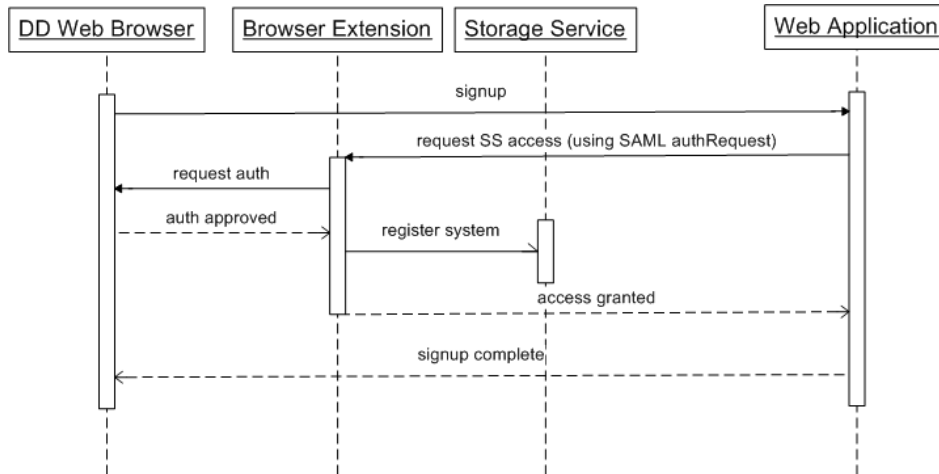 DD Web Browser
Browser Extension
Storage Service
Web Application
signup
request SS access (using SAML authRequest)
request auth
auth approved
register system
access granted
signup complete